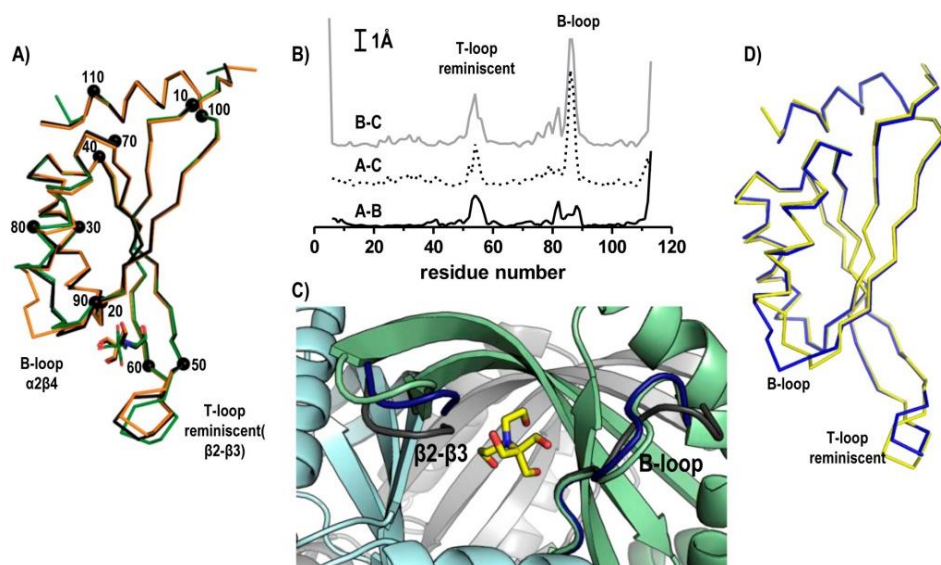 A)
110
10
100
70
40
80
30
90
20
60
50
B-loop
α2β4
T-loop
reminiscent(
β2-β3)
B)
1Å
B-loop
T-loop
reminiscent
B-C
A-C
A-B
0 20 40 60 80 100 120
residue number
C)
β2-β3
B-loop
D)
B-loop
T-loop
reminiscent